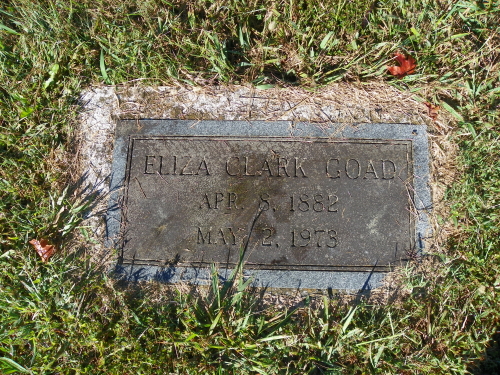 ELIZA CLARK GOAD
APR. 8, 1882
MAY 2, 1973